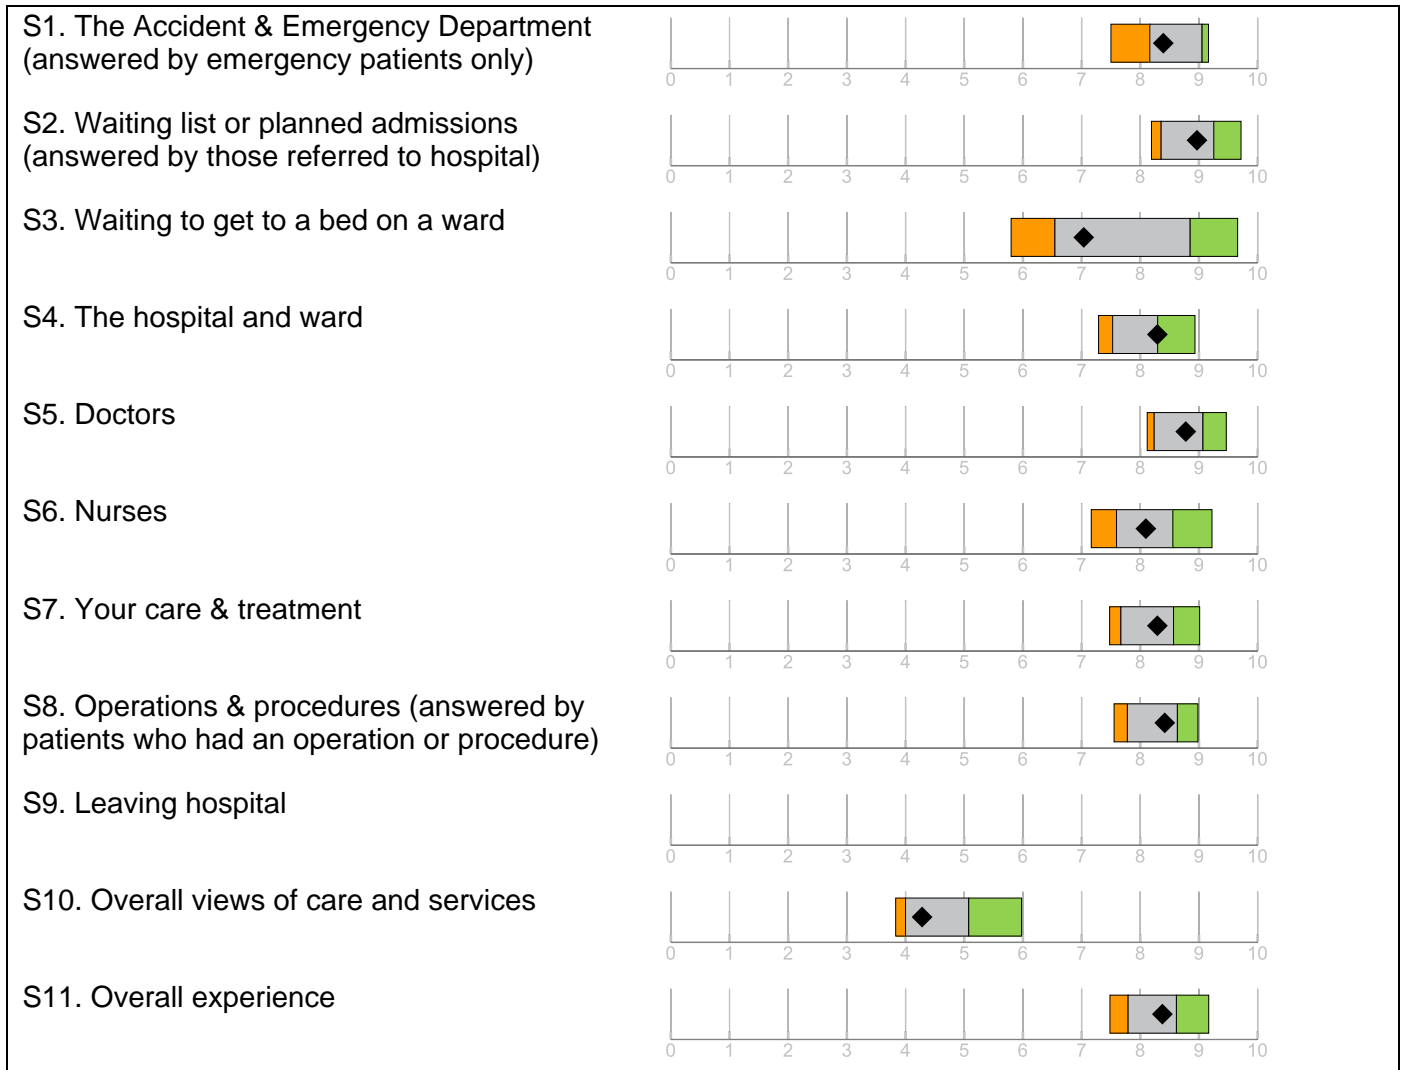 S1. The Accident & Emergency Department
(answered by emergency patients only)
0 1 2 3 4 5 6 7 8 9 10
S2. Waiting list or planned admissions
(answered by those referred to hospital)
0 1 2 3 4 5 6 7 8 9 10
S3. Waiting to get to a bed on a ward
0 1 2 3 4 5 6 7 8 9 10
S4. The hospital and ward
0 1 2 3 4 5 6 7 8 9 10
S5. Doctors
0 1 2 3 4 5 6 7 8 9 10
S6. Nurses
0 1 2 3 4 5 6 7 8 9 10
S7. Your care & treatment
0 1 2 3 4 5 6 7 8 9 10
S8. Operations & procedures (answered by
patients who had an operation or procedure)
0 1 2 3 4 5 6 7 8 9 10
S9. Leaving hospital
0 1 2 3 4 5 6 7 8 9 10
S10. Overall views of care and services
0 1 2 3 4 5 6 7 8 9 10
S11. Overall experience
0 1 2 3 4 5 6 7 8 9 10